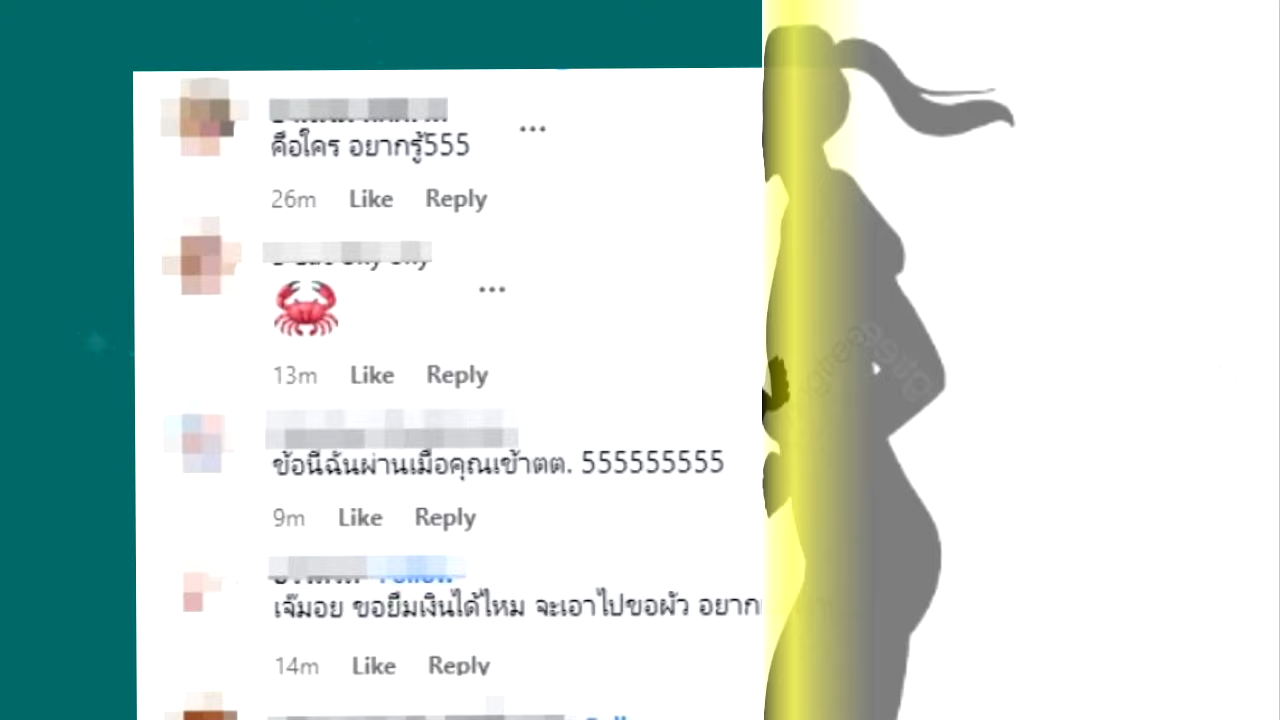 คือใคร อยากรู้555
26m Like Reply
🦀
13m Like Reply
ข้อนี้ฉันผ่านเมื่อคุณเข้าตต. 555555555
9m Like Reply
Follow
เจ๊มอย ขอยืมเงินได้ไหม จะเอาไปขอผัว อยาก
14m Like Reply